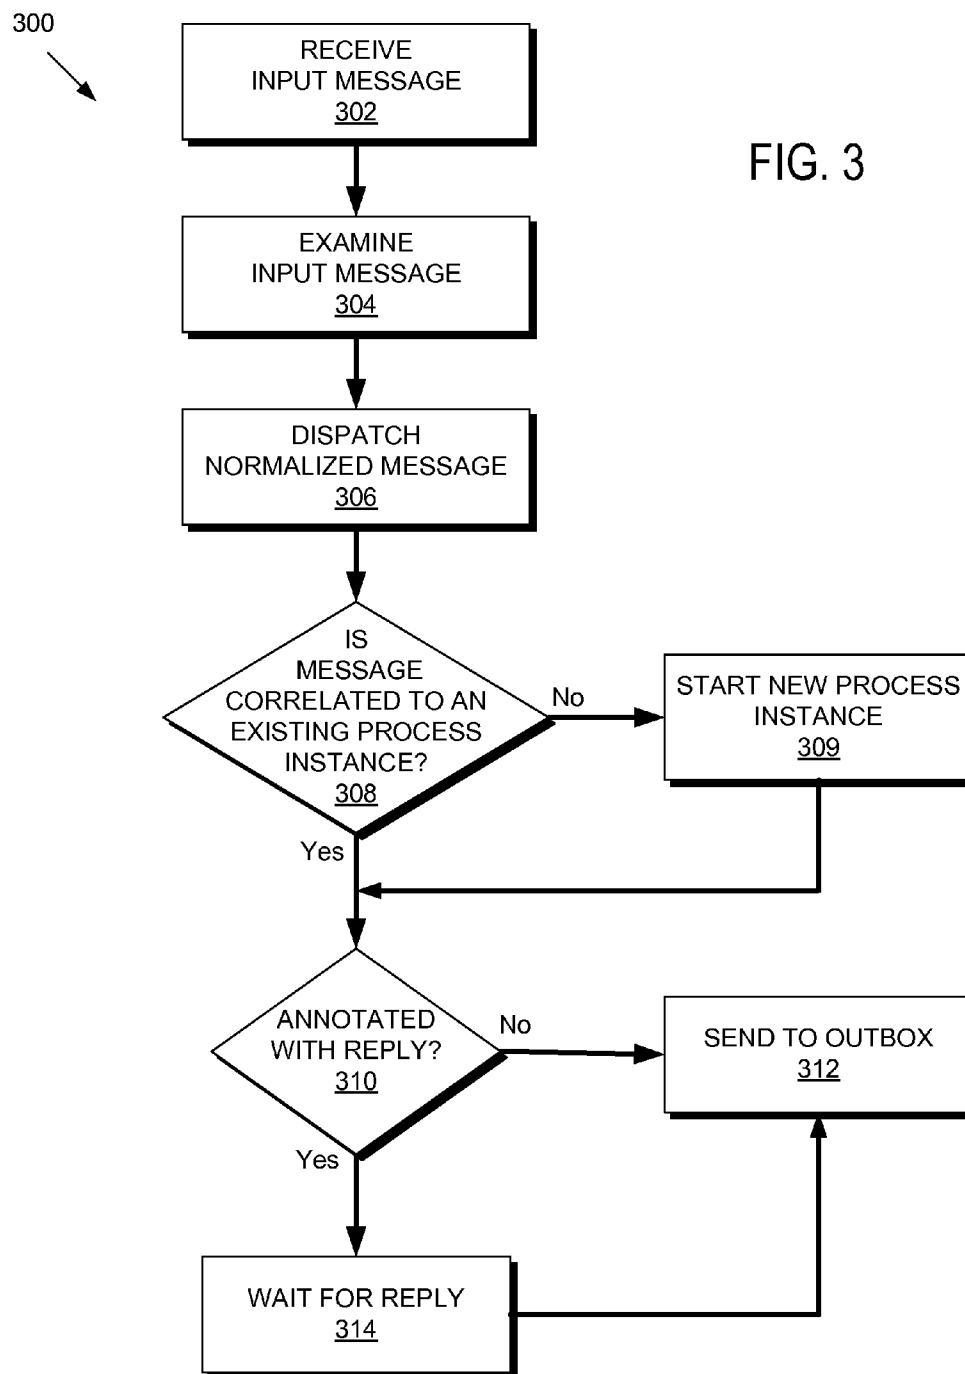 300
RECEIVE
INPUT MESSAGE
302
FIG. 3
EXAMINE
INPUT MESSAGE
304
DISPATCH
NORMALIZED MESSAGE
306
IS
MESSAGE
CORRELATED TO AN
EXISTING PROCESS
INSTANCE?
308
No
START NEW PROCESS
INSTANCE
309
Yes
ANNOTATED
WITH REPLY?
310
No
SEND TO OUTBOX
312
Yes
WAIT FOR REPLY
314